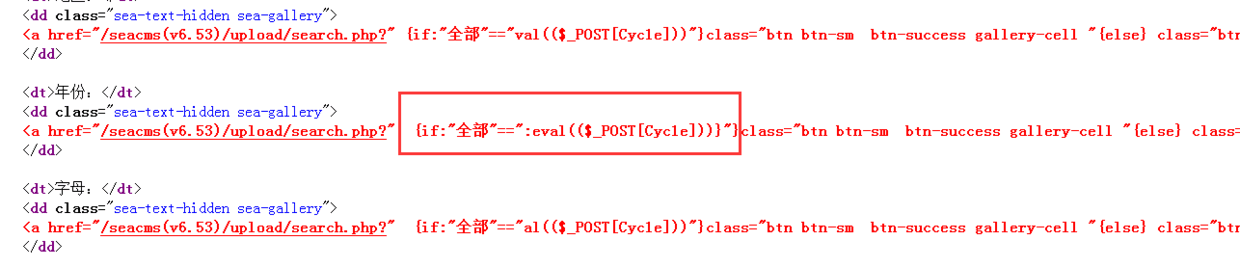 <dd class="sea-text-hidden sea-gallery">
<a href="/seacms(v6.53)/upload/search.php?" {if:"全部"=="val(($_POST[Cyc1e]))"}class="btn btn-sm  btn-success gallery-cell "{else} class="btn
</dd>
<dt>年份：</dt>
<dd class="sea-text-hidden sea-gallery">
<a href="/seacms(v6.53)/upload/search.php?"  {if:"全部"==":eval(($_POST[Cyc1e]))}"}class="btn btn-sm  btn-success gallery-cell "{else} class=
</dd>
<dt>字母：</dt>
<dd class="sea-text-hidden sea-gallery">
<a href="/seacms(v6.53)/upload/search.php?"  {if:"全部"=="al(($_POST[Cyc1e]))"}class="btn btn-sm  btn-success gallery-cell "{else} class="btn
</dd>